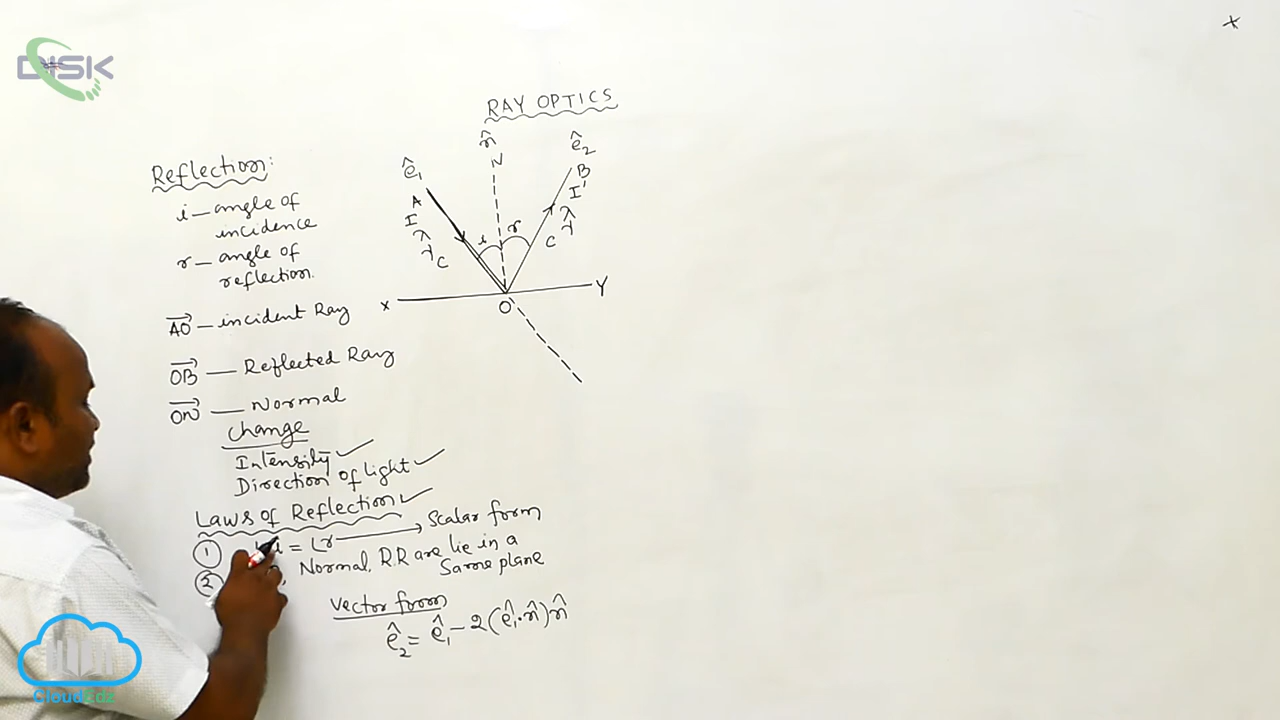 DISK
RAY OPTICS
Reflection:
i — angle of
incidence
r — angle of
reflection.
AO — incident Ray
OB — Reflected Ray
ON — Normal
Change
Intensity ✓
Direction of light ✓
Laws of Reflection ✓
① i = ∠r → Scalar form
② Normal, R.R are lie in a
Same plane
Vector form
ê₂ = ê₁ − 2(ê₁·n̂)n̂
n̂
N
ê₁
ê₂
A
B
I
I'
λ
λ
C
C
i
r
X
Y
O
CloudEdz